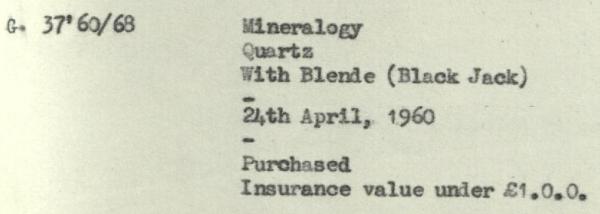 G. 37'60/68 Mineralogy
Quartz
With Blende (Black Jack)
-
24th April, 1960
-
Purchased
Insurance value under £1.0.0.